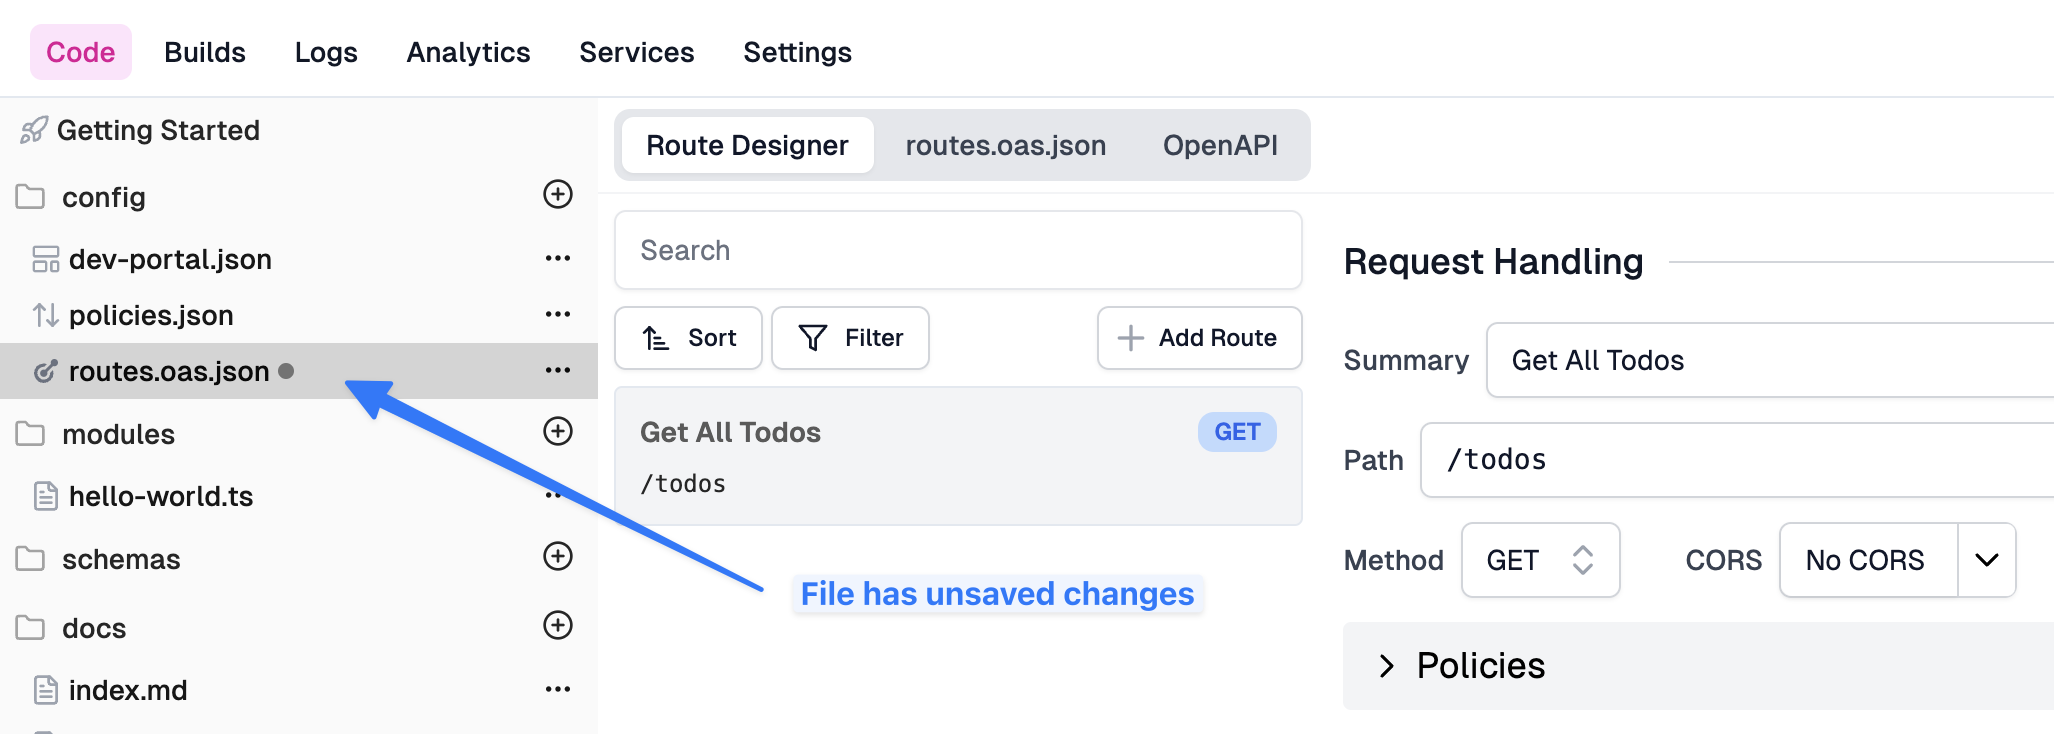 Code Builds Logs Analytics Services Settings
Getting Started
config
dev-portal.json
policies.json
routes.oas.json
modules
hello-world.ts
schemas
docs
index.md
Route Designer routes.oas.json OpenAPI
Search
Sort Filter Add Route
Get All Todos GET
/todos
File has unsaved changes
Request Handling
Summary Get All Todos
Path /todos
Method GET CORS No CORS
Policies